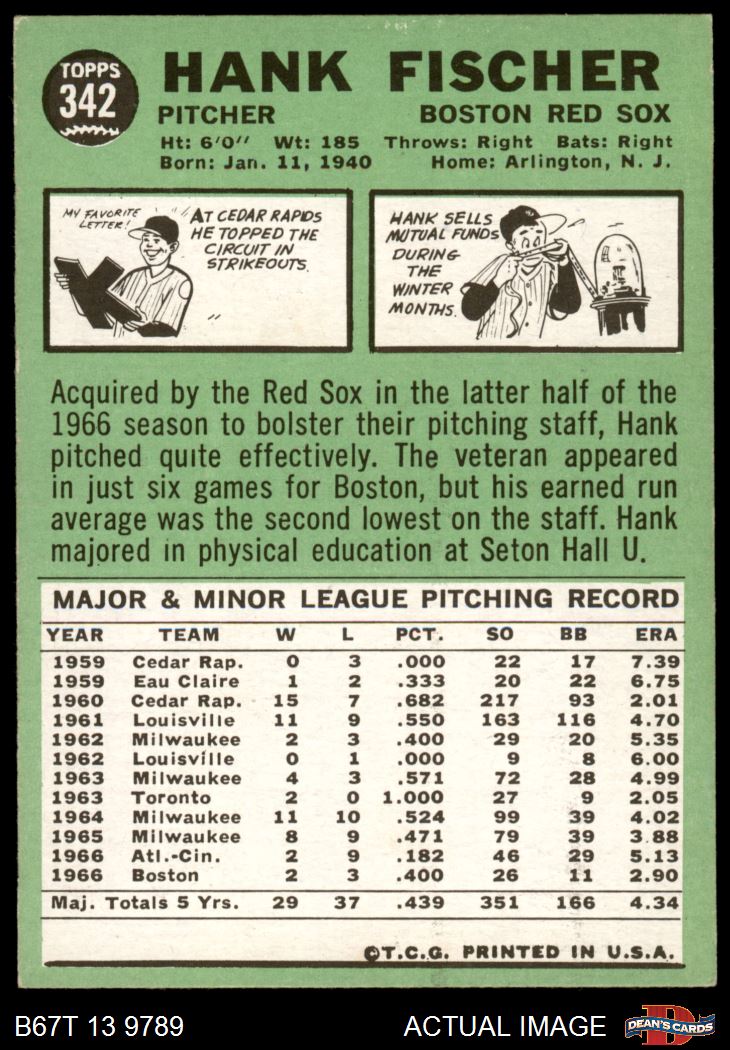 TOPPS
342
HANK FISCHER
PITCHER BOSTON RED SOX
Ht: 6'0" Wt: 185 Throws: Right Bats: Right
Born: Jan. 11, 1940 Home: Arlington, N. J.
MY FAVORITE
LETTER!
AT CEDAR RAPIDS
HE TOPPED THE
CIRCUIT IN
STRIKEOUTS.
HANK SELLS
MUTUAL FUNDS
DURING
THE
WINTER
MONTHS.
Acquired by the Red Sox in the latter half of the
1966 season to bolster their pitching staff, Hank
pitched quite effectively. The veteran appeared
in just six games for Boston, but his earned run
average was the second lowest on the staff. Hank
majored in physical education at Seton Hall U.
MAJOR & MINOR LEAGUE PITCHING RECORD
YEAR TEAM W L PCT. SO BB ERA
1959 Cedar Rap. 0 3 .000 22 17 7.39
1959 Eau Claire 1 2 .333 20 22 6.75
1960 Cedar Rap. 15 7 .682 217 93 2.01
1961 Louisville 11 9 .550 163 116 4.70
1962 Milwaukee 2 3 .400 29 20 5.35
1962 Louisville 0 1 .000 9 8 6.00
1963 Milwaukee 4 3 .571 72 28 4.99
1963 Toronto 2 0 1.000 27 9 2.05
1964 Milwaukee 11 10 .524 99 39 4.02
1965 Milwaukee 8 9 .471 79 39 3.88
1966 Atl.-Cin. 2 9 .182 46 29 5.13
1966 Boston 2 3 .400 26 11 2.90
Maj. Totals 5 Yrs. 29 37 .439 351 166 4.34
©T.C.G. PRINTED IN U.S.A.
B67T 13 9789 ACTUAL IMAGE D DEAN'S CARDS